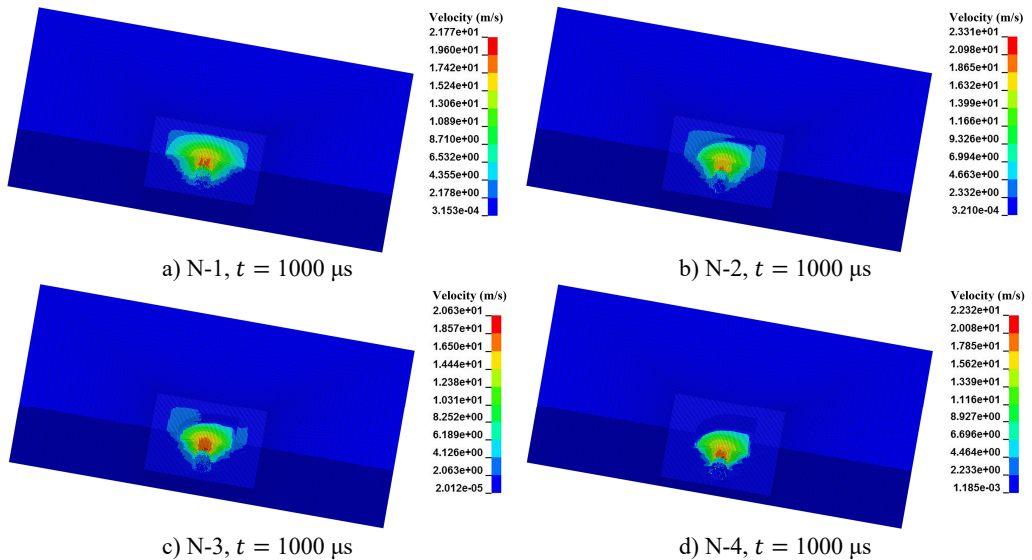 Velocity (m/s)
2.177e+01
1.960e+01
1.742e+01
1.524e+01
1.306e+01
1.089e+01
8.710e+00
6.532e+00
4.355e+00
2.178e+00
3.153e-04
a) N-1, t = 1000 μs
Velocity (m/s)
2.331e+01
2.098e+01
1.865e+01
1.632e+01
1.399e+01
1.166e+01
9.326e+00
6.994e+00
4.663e+00
2.332e+00
3.210e-04
b) N-2, t = 1000 μs
Velocity (m/s)
2.063e+01
1.857e+01
1.650e+01
1.444e+01
1.238e+01
1.031e+01
8.252e+00
6.189e+00
4.126e+00
2.063e+00
2.012e-05
c) N-3, t = 1000 μs
Velocity (m/s)
2.232e+01
2.008e+01
1.785e+01
1.562e+01
1.339e+01
1.116e+01
8.927e+00
6.696e+00
4.464e+00
2.233e+00
1.185e-03
d) N-4, t = 1000 μs